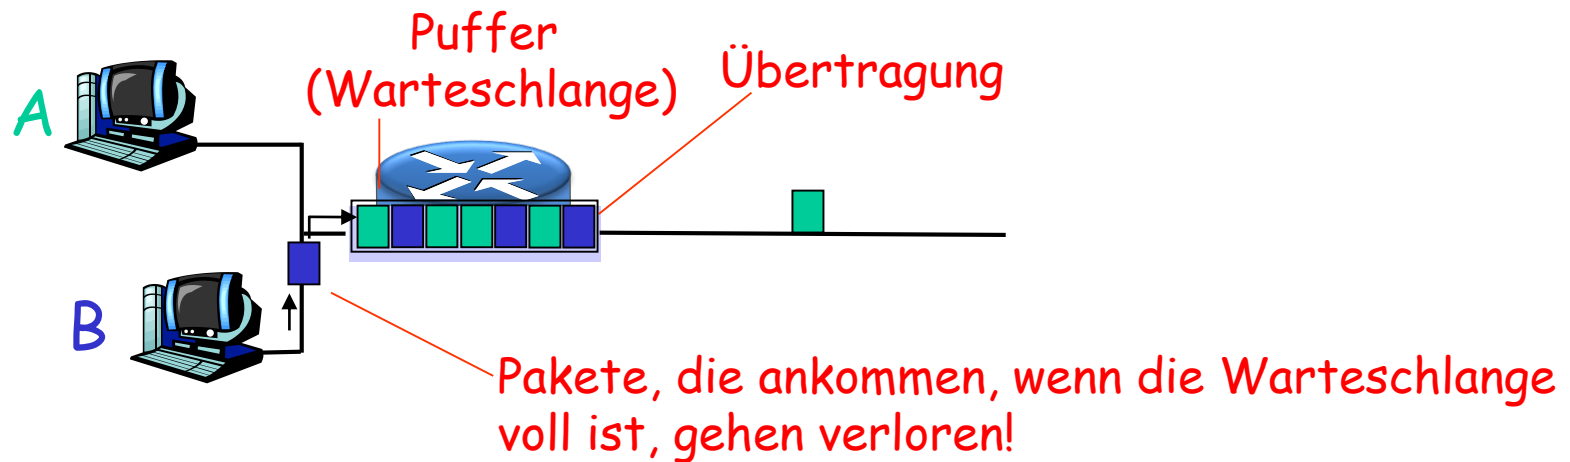 Puffer
(Warteschlange)
Übertragung
A
B
Pakete, die ankommen, wenn die Warteschlange
voll ist, gehen verloren!